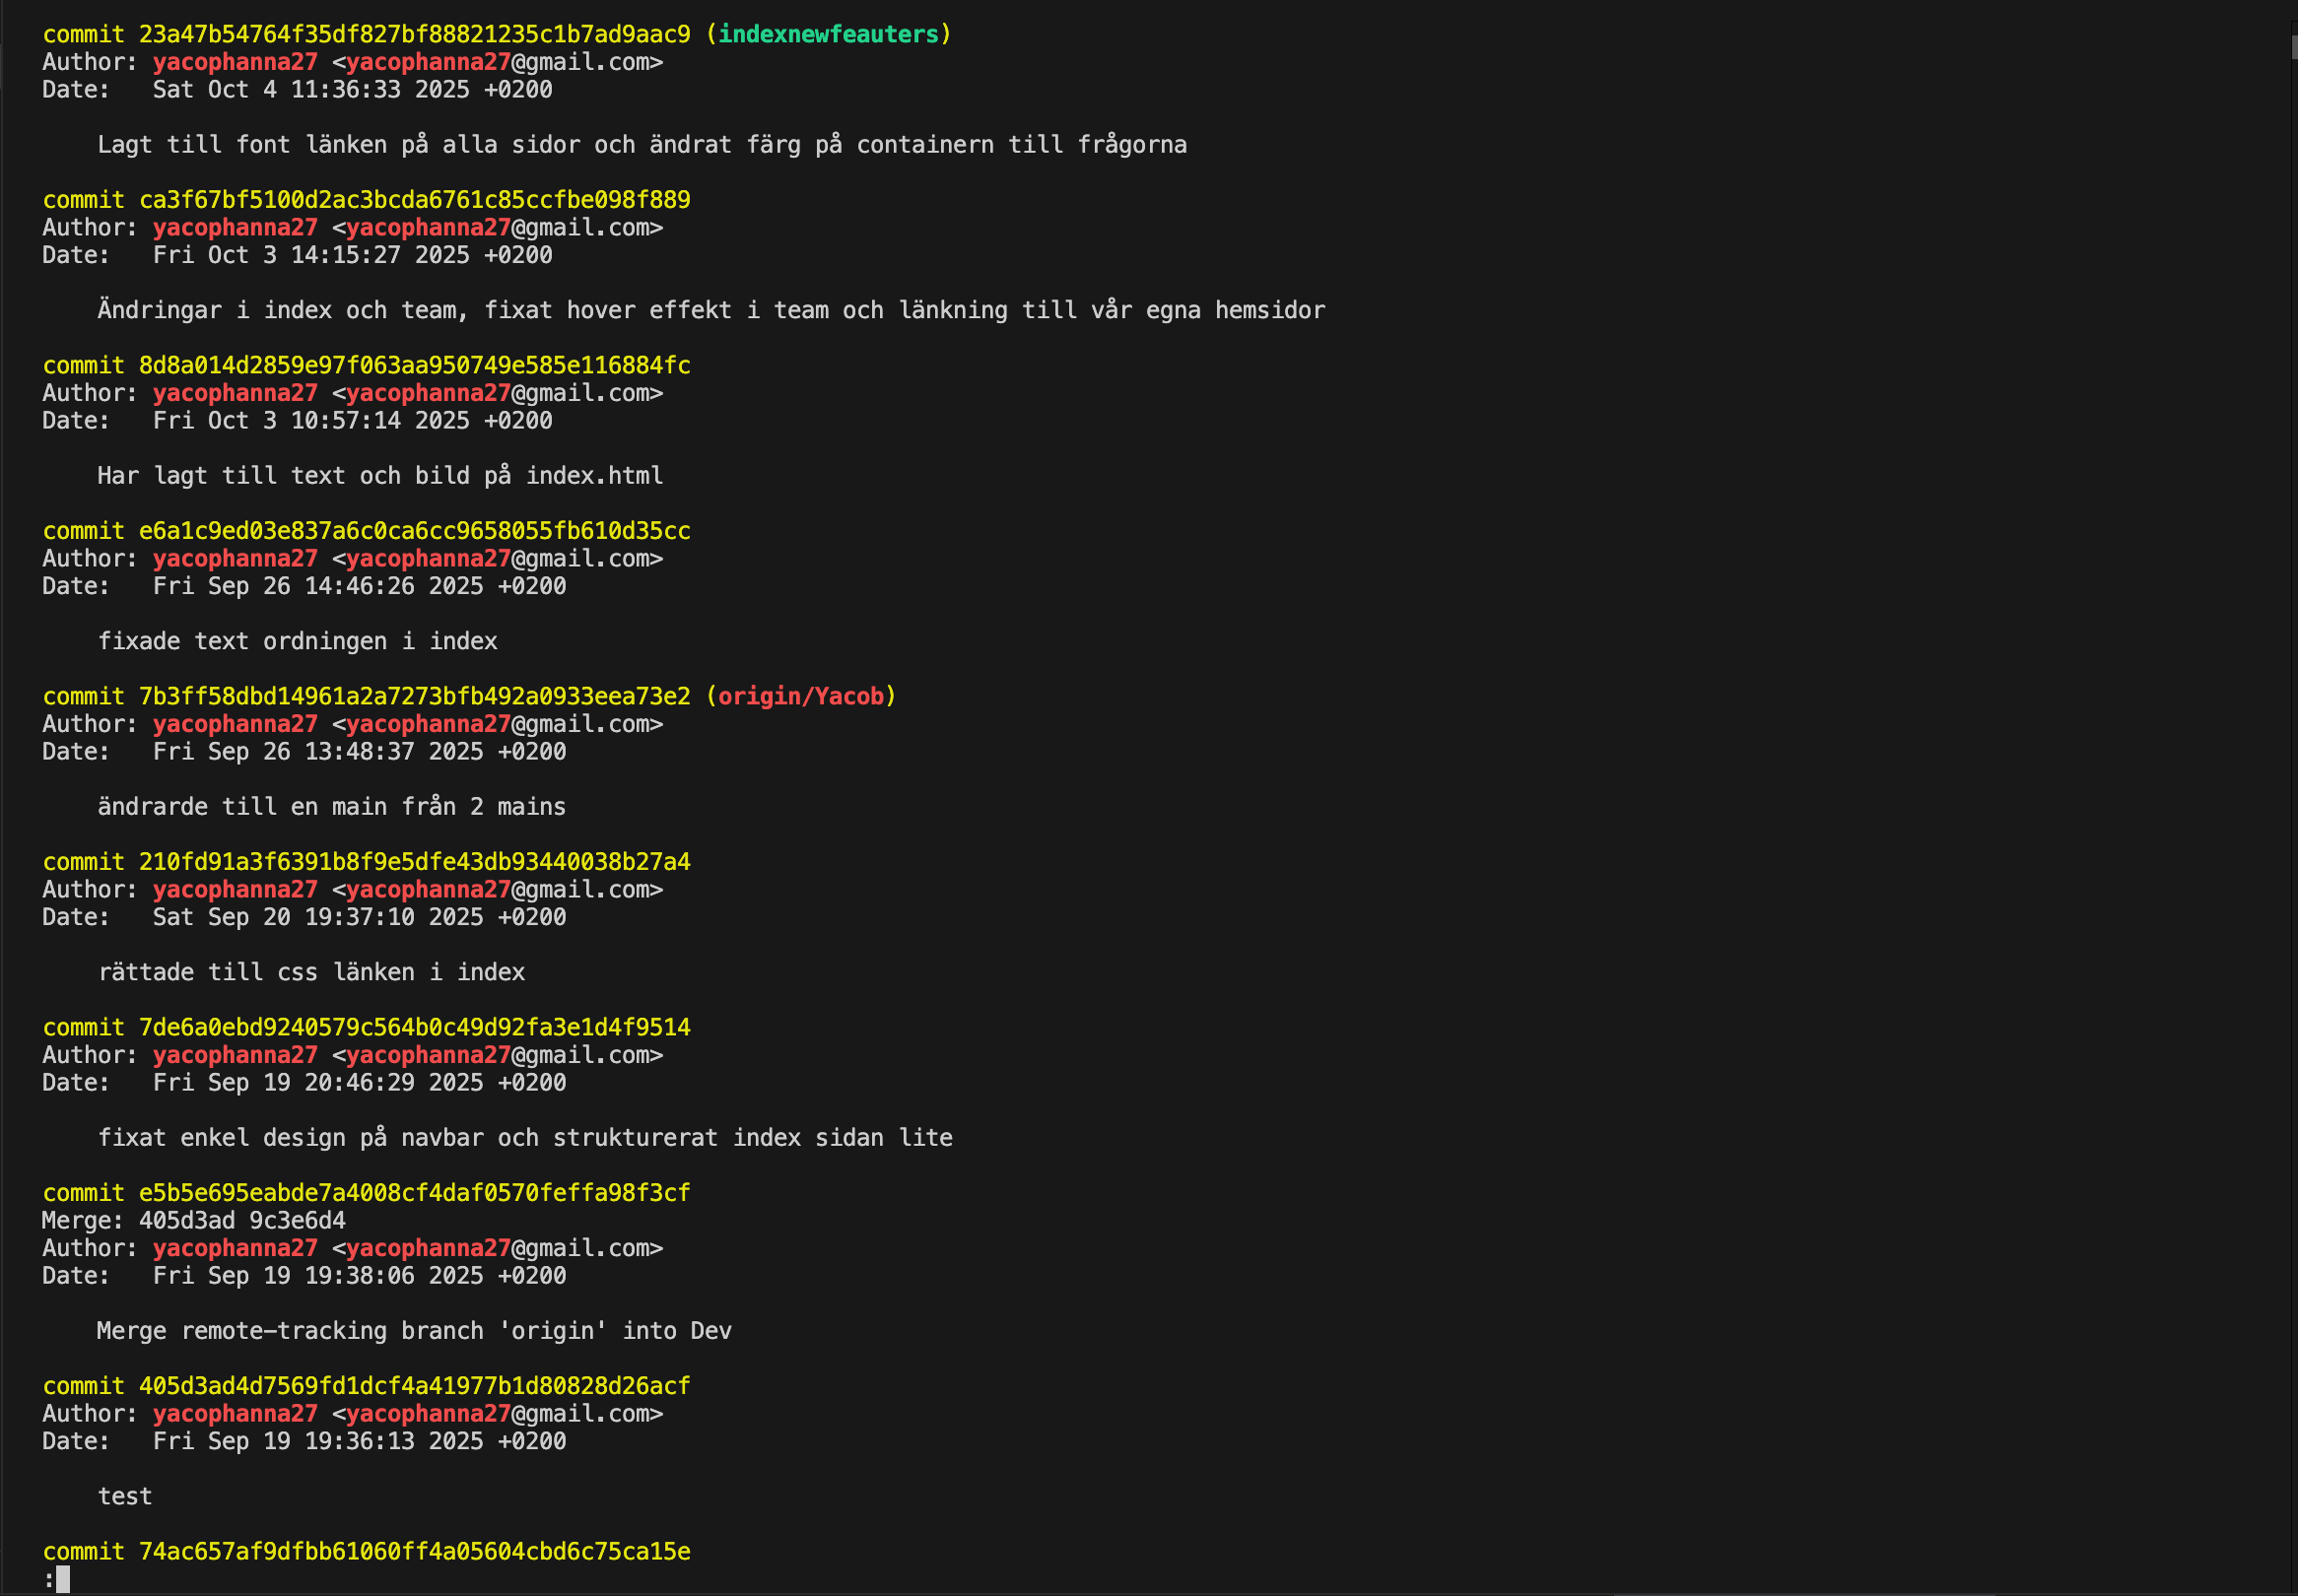 commit 23a47b54764f35df827bf88821235c1b7ad9aac9 (indexnewfeauters)
Author: yacophanna27 <yacophanna27@gmail.com>
Date:   Sat Oct 4 11:36:33 2025 +0200
Lagt till font länken på alla sidor och ändrat färg på containern till frågorna
commit ca3f67bf5100d2ac3bcda6761c85ccfbe098f889
Author: yacophanna27 <yacophanna27@gmail.com>
Date:   Fri Oct 3 14:15:27 2025 +0200
Ändringar i index och team, fixat hover effekt i team och länkning till vår egna hemsidor
commit 8d8a014d2859e97f063aa950749e585e116884fc
Author: yacophanna27 <yacophanna27@gmail.com>
Date:   Fri Oct 3 10:57:14 2025 +0200
Har lagt till text och bild på index.html
commit e6a1c9ed03e837a6c0ca6cc9658055fb610d35cc
Author: yacophanna27 <yacophanna27@gmail.com>
Date:   Fri Sep 26 14:46:26 2025 +0200
fixade text ordningen i index
commit 7b3ff58dbd14961a2a7273bfb492a0933eea73e2 (origin/Yacob)
Author: yacophanna27 <yacophanna27@gmail.com>
Date:   Fri Sep 26 13:48:37 2025 +0200
ändrarde till en main från 2 mains
commit 210fd91a3f6391b8f9e5dfe43db93440038b27a4
Author: yacophanna27 <yacophanna27@gmail.com>
Date:   Sat Sep 20 19:37:10 2025 +0200
rättade till css länken i index
commit 7de6a0ebd9240579c564b0c49d92fa3e1d4f9514
Author: yacophanna27 <yacophanna27@gmail.com>
Date:   Fri Sep 19 20:46:29 2025 +0200
fixat enkel design på navbar och strukturerat index sidan lite
commit e5b5e695eabde7a4008cf4daf0570feffa98f3cf
Merge: 405d3ad 9c3e6d4
Author: yacophanna27 <yacophanna27@gmail.com>
Date:   Fri Sep 19 19:38:06 2025 +0200
Merge remote-tracking branch 'origin' into Dev
commit 405d3ad4d7569fd1dcf4a41977b1d80828d26acf
Author: yacophanna27 <yacophanna27@gmail.com>
Date:   Fri Sep 19 19:36:13 2025 +0200
test
commit 74ac657af9dfbb61060ff4a05604cbd6c75ca15e
: